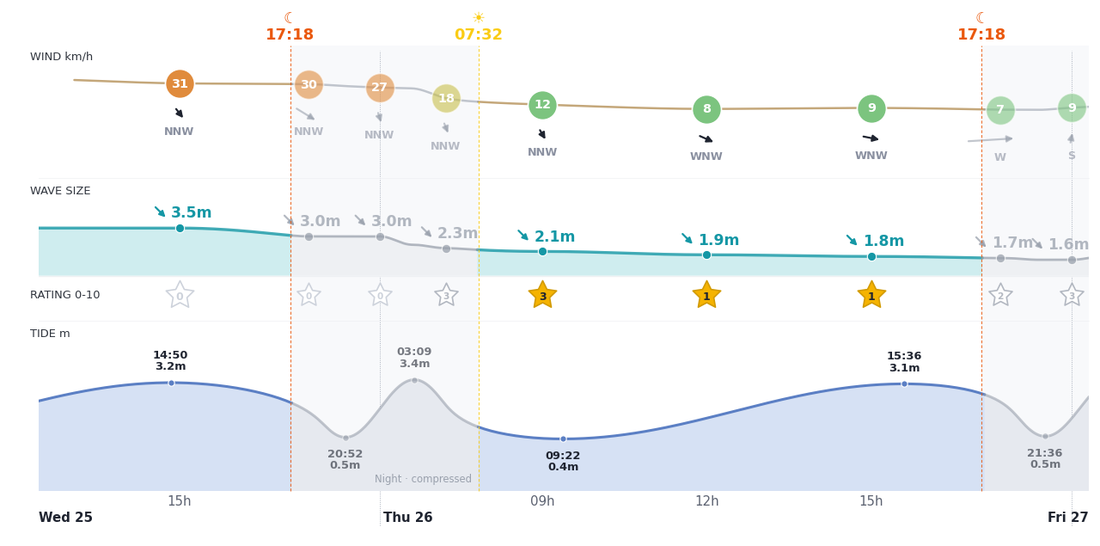 17:18 07:32 17:18
WIND km/h
31 30 27 18 12 8 9 7 9
NNW NNW NNW NNW NNW WNW WNW W S
WAVE SIZE
3.5m 3.0m 3.0m 2.3m 2.1m 1.9m 1.8m 1.7m 1.6m
RATING 0-10
0 0 0 3 3 1 1 2 3
TIDE m
14:50 03:09 15:36
3.2m 3.4m 3.1m
20:52 09:22 21:36
0.5m 0.4m 0.5m
Night · compressed
15h 09h 12h 15h
Wed 25 Thu 26 Fri 27